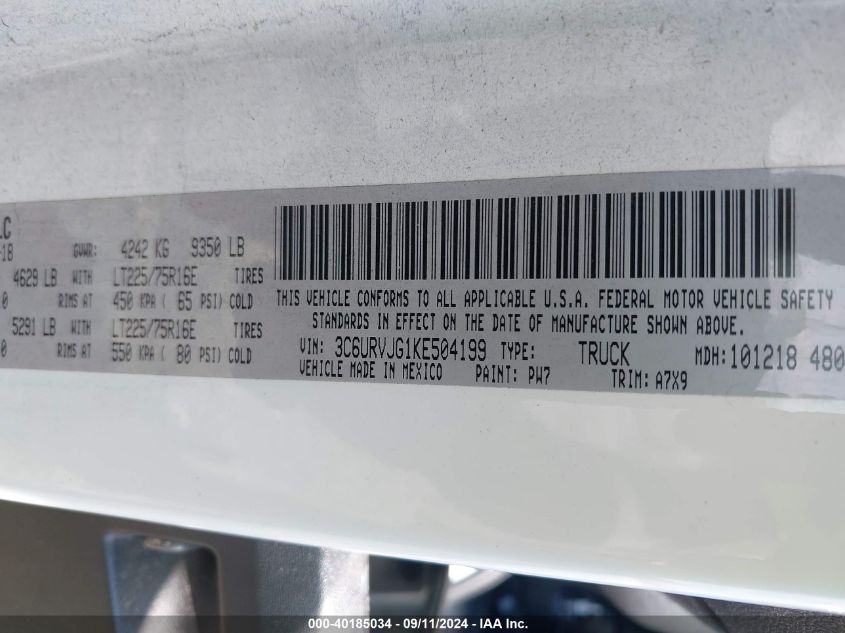 LC
-18 GVWR: 4242 KG 9350 LB
4629 LB WITH LT225/75R16E TIRES
0 RIMS AT 450 KPA ( 65 PSI) COLD
5291 LB WITH LT225/75R16E TIRES
0 RIMS AT 550 KPA ( 80 PSI) COLD
THIS VEHICLE CONFORMS TO ALL APPLICABLE U.S.A. FEDERAL MOTOR VEHICLE SAFETY
STANDARDS IN EFFECT ON THE DATE OF MANUFACTURE SHOWN ABOVE.
VIN: 3C6URVJG1KE504199 TYPE: TRUCK MDH:101218 480
VEHICLE MADE IN MEXICO PAINT: PW7 TRIM: A7X9
000-40185034 - 09/11/2024 - IAA Inc.